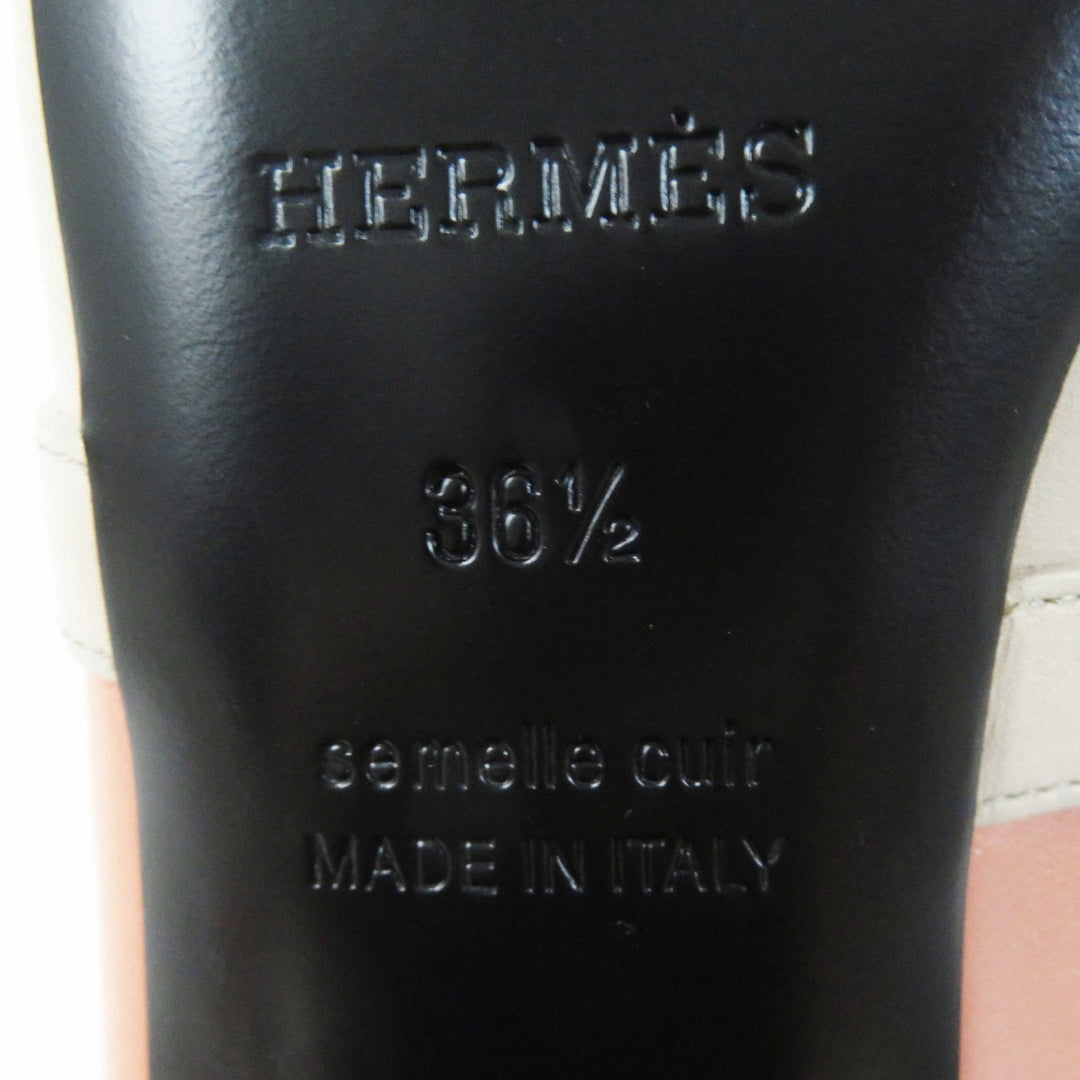 HERMÈS
36½
semelle cuir
MADE IN ITALY